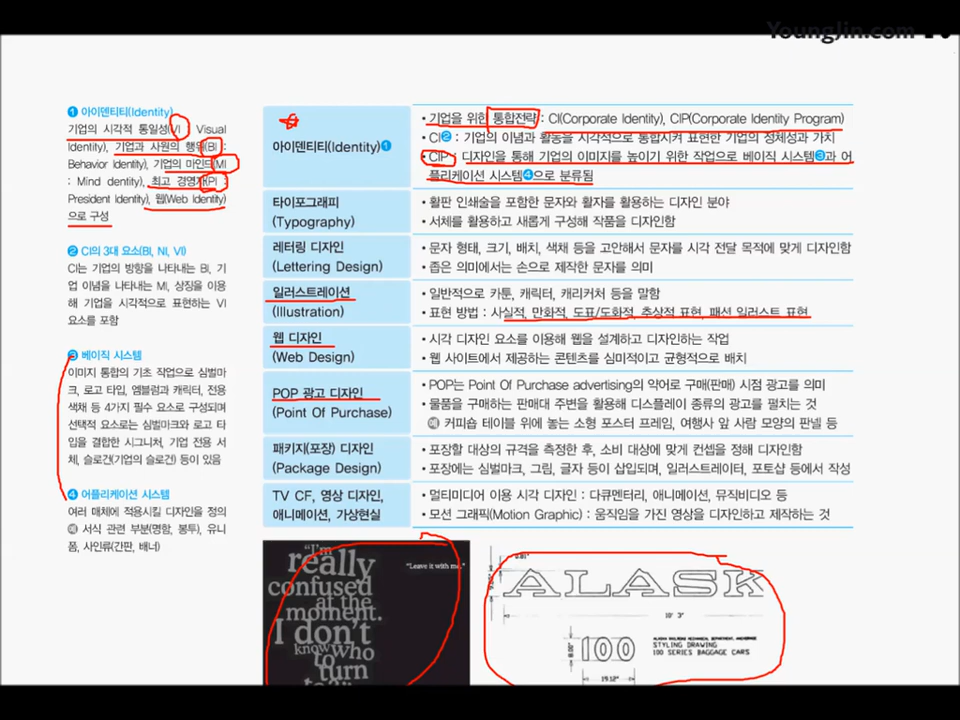 YoungJin.com
❶ 아이덴티티(Identity)
기업의 시각적 통일성(VI : Visual
Identity), 기업과 사원의 행위(BI :
Behavior Identity), 기업의 마인드(MI
: Mind dentity), 최고 경영자(PI :
President Identity), 웹(Web Identity)
으로 구성
❷ CI의 3대 요소(BI, NI, VI)
CI는 기업의 방향을 나타내는 BI, 기
업 이념을 나타내는 MI, 상징을 이용
해 기업을 시각적으로 표현하는 VI
요소를 포함
❸ 베이직 시스템
이미지 통합의 기초 작업으로 심벌마
크, 로고 타입, 엠블럼과 캐릭터, 전용
색채 등 4가지 필수 요소로 구성되며
선택적 요소로는 심벌마크와 로고 타
입을 결합한 시그니처, 기업 전용 서
체, 슬로건(기업의 슬로건) 등이 있음
❹ 어플리케이션 시스템
여러 매체에 적용시킬 디자인을 정의
예 서식 관련 부분(명함, 봉투), 유니
폼, 사인류(간판, 배너)
아이덴티티(Identity)❶
• 기업을 위한 통합전략 : CI(Corporate Identity), CIP(Corporate Identity Program)
• CI❷ : 기업의 이념과 활동을 시각적으로 통합시켜 표현한 기업의 정체성과 가치
• CIP : 디자인을 통해 기업의 이미지를 높이기 위한 작업으로 베이직 시스템❸과 어
플리케이션 시스템❹으로 분류됨
타이포그래피
(Typography)
• 활판 인쇄술을 포함한 문자와 활자를 활용하는 디자인 분야
• 서체를 활용하고 새롭게 구성해 작품을 디자인함
레터링 디자인
(Lettering Design)
• 문자 형태, 크기, 배치, 색채 등을 고안해서 문자를 시각 전달 목적에 맞게 디자인함
• 좁은 의미에서는 손으로 제작한 문자를 의미
일러스트레이션
(Illustration)
• 일반적으로 카툰, 캐릭터, 캐리커처 등을 말함
• 표현 방법 : 사실적, 만화적, 도표/도화적, 추상적 표현, 패션 일러스트 표현
웹 디자인
(Web Design)
• 시각 디자인 요소를 이용해 웹을 설계하고 디자인하는 작업
• 웹 사이트에서 제공하는 콘텐츠를 심미적이고 균형적으로 배치
POP 광고 디자인
(Point Of Purchase)
• POP는 Point Of Purchase advertising의 약어로 구매(판매) 시점 광고를 의미
• 물품을 구매하는 판매대 주변을 활용해 디스플레이 종류의 광고를 펼치는 것
예 커피숍 테이블 위에 놓는 소형 포스터 프레임, 여행사 앞 사람 모양의 판넬 등
패키지(포장) 디자인
(Package Design)
• 포장할 대상의 규격을 측정한 후, 소비 대상에 맞게 컨셉을 정해 디자인함
• 포장에는 심벌마크, 그림, 글자 등이 삽입되며, 일러스트레이터, 포토샵 등에서 작성
TV CF, 영상 디자인,
애니메이션, 가상현실
• 멀티미디어 이용 시각 디자인 : 다큐멘터리, 애니메이션, 뮤직비디오 등
• 모션 그래픽(Motion Graphic) : 움직임을 가진 영상을 디자인하고 제작하는 것
"I'm
really
confused
at the
moment.
I don't
know who
to
turn
"Leave it with me."
ALASK
10' 3"
8.00"
100
STYLING DRAWING
100 SERIES BAGGAGE CARS
19.12"